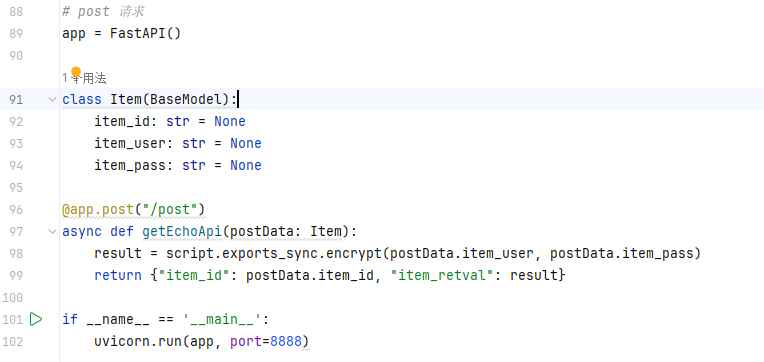 88 # post 请求
89 app = FastAPI()
90
1个用法
91 class Item(BaseModel):
92     item_id: str = None
93     item_user: str = None
94     item_pass: str = None
95
96 @app.post("/post")
97 async def getEchoApi(postData: Item):
98     result = script.exports_sync.encrypt(postData.item_user, postData.item_pass)
99     return {"item_id": postData.item_id, "item_retval": result}
100
101 if __name__ == '__main__':
102     uvicorn.run(app, port=8888)